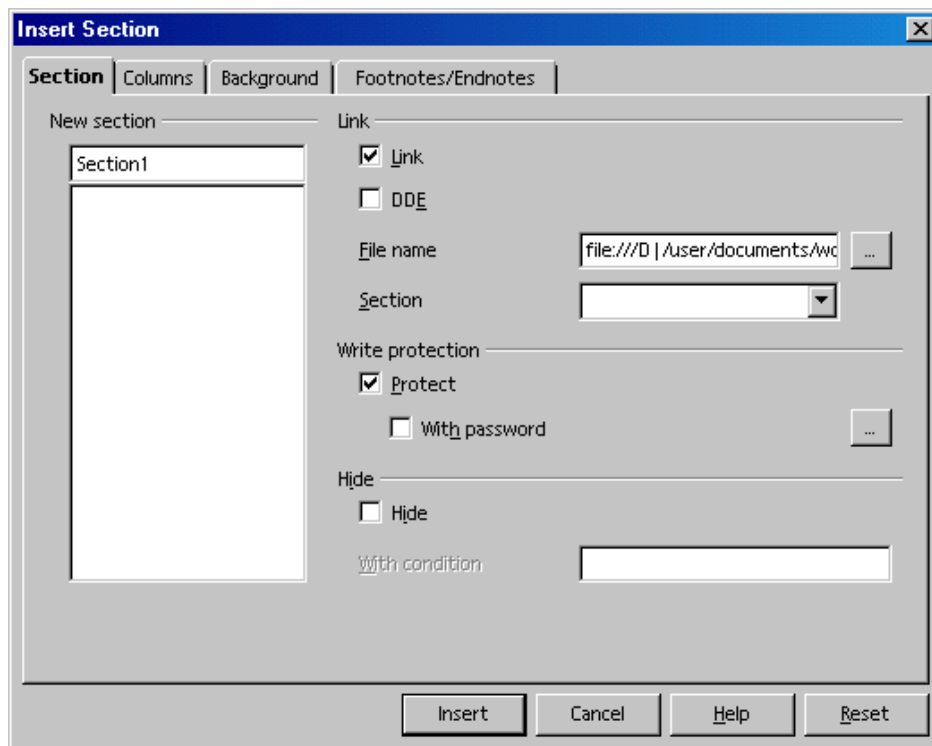 Insert Section
Section Columns Background Footnotes/Endnotes
New section
Section1
Link
Link
DDE
File name file:///D|/user/documents/wo ...
Section
Write protection
Protect
With password ...
Hide
Hide
With condition
Insert Cancel Help Reset